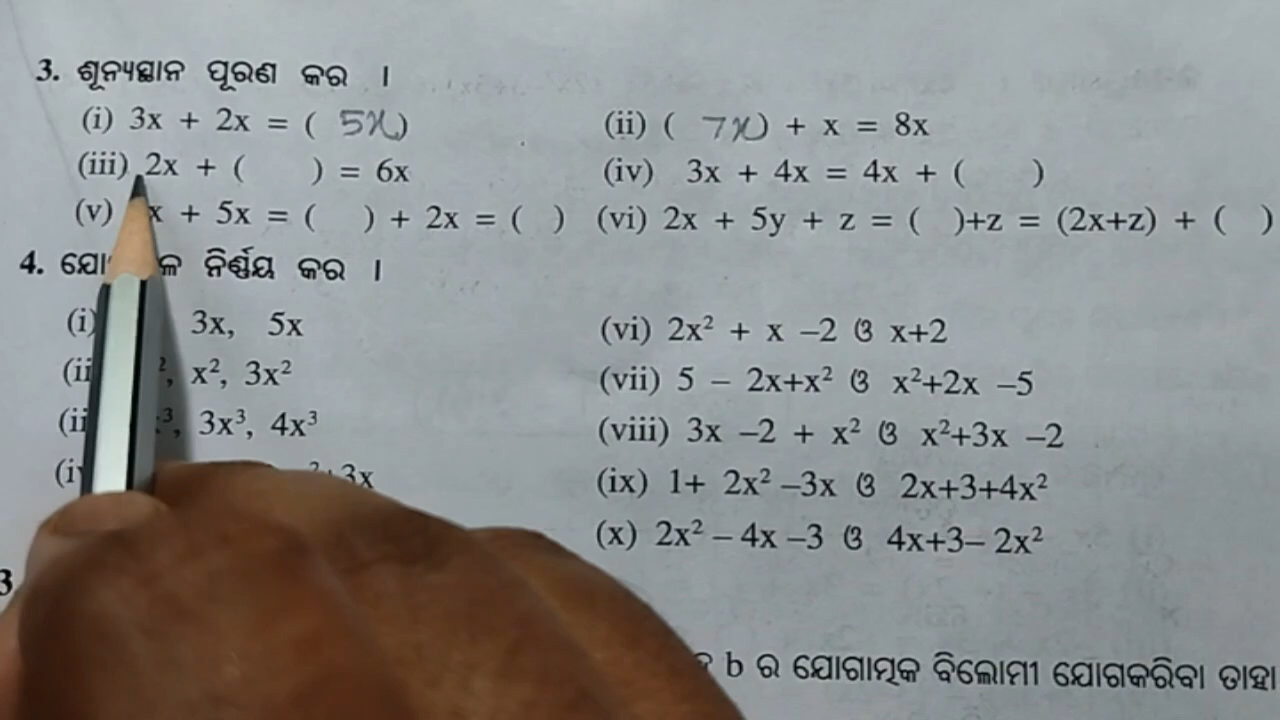 3. ଶୂନ୍ୟସ୍ଥାନ ପୂରଣ କର ।
(i) 3x + 2x = ( 5x) (ii) ( 7x) + x = 8x
(iii) 2x + ( ) = 6x (iv) 3x + 4x = 4x + ( )
(v) x + 5x = ( ) + 2x = ( ) (vi) 2x + 5y + z = ( )+z = (2x+z) + ( )
4. ନିର୍ଣ୍ଣୟ କର ।
(i) 3x, 5x (vi) 2x² + x –2 ଓ x+2
x², 3x² (vii) 5 – 2x+x² ଓ x²+2x –5
3x³, 4x³ (viii) 3x –2 + x² ଓ x²+3x –2
+3x (ix) 1+ 2x² –3x ଓ 2x+3+4x²
(x) 2x² – 4x –3 ଓ 4x+3– 2x²
b ର ଯୋଗାତ୍ମକ ବିଲୋମୀ ଯୋଗକରିବା ତାହା